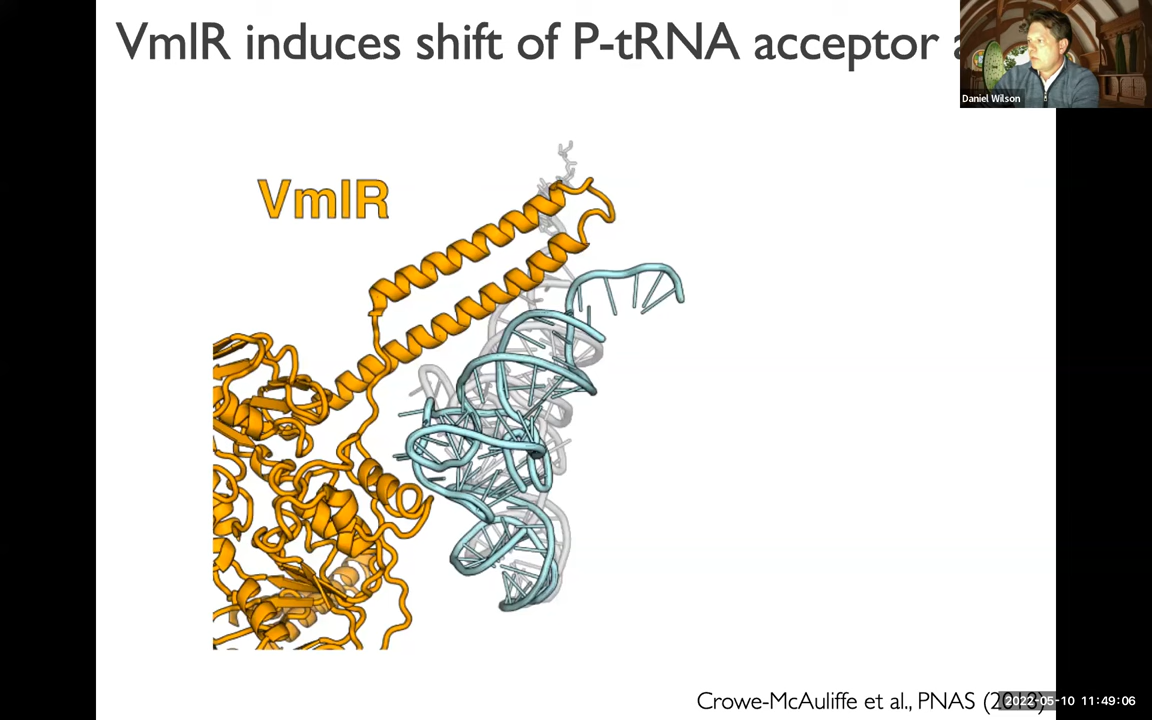 VmlR induces shift of P-tRNA acceptor
Daniel Wilson
VmlR
Crowe-McAuliffe et al., PNAS
2022-05-10 11:49:06